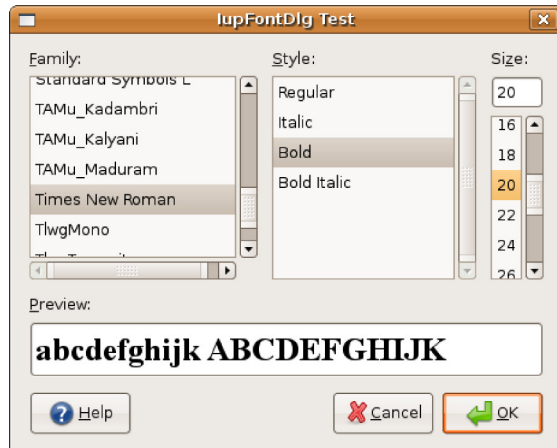 IupFontDlg Test
Family:
Standard Symbols L
TAMu_Kadambri
TAMu_Kalyani
TAMu_Maduram
Times New Roman
TlwgMono
Style:
Regular
Italic
Bold
Bold Italic
Size:
20
16
18
20
22
24
26
Preview:
abcdefghijk ABCDEFGHIJK
Help
Cancel
OK